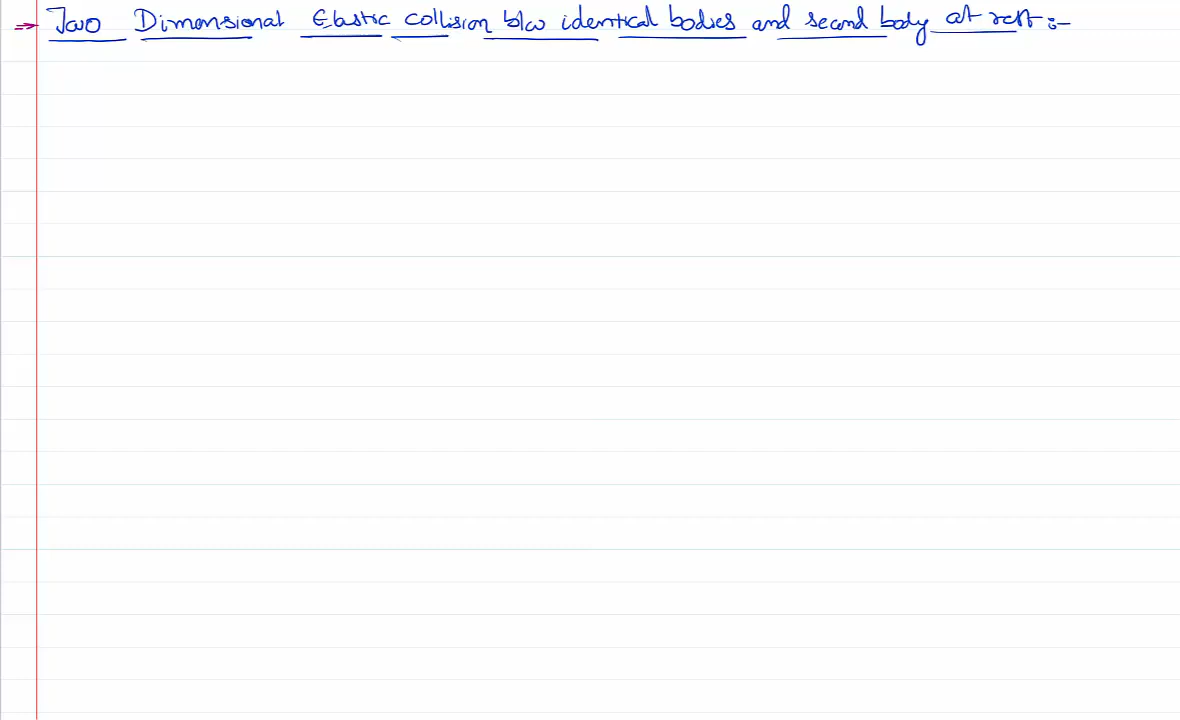 ⇒ Two Dimensional Elastic collision b/w identical bodies and second body at rest :-